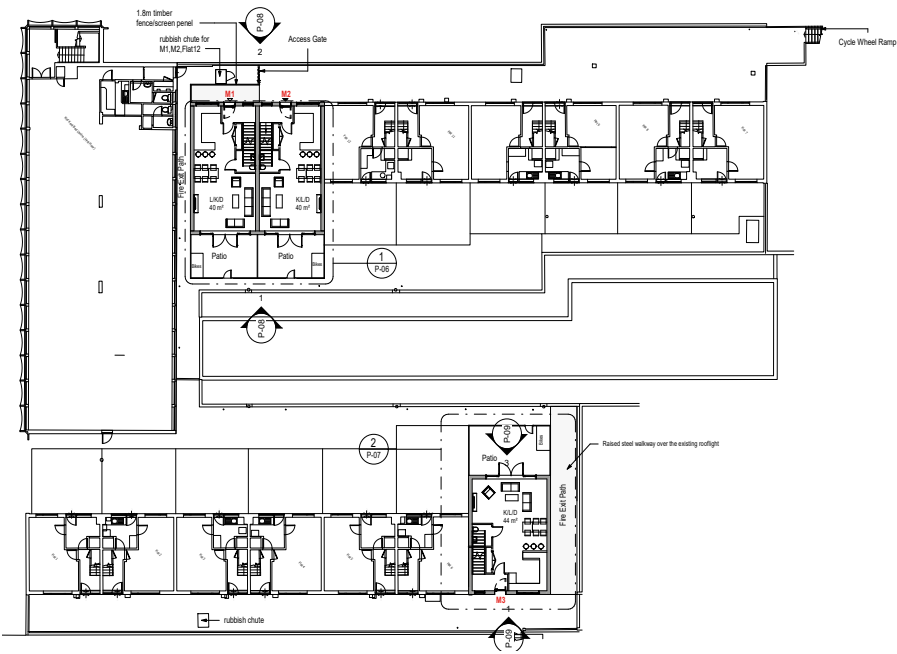 1.8m timber
fence/screen penel
rubbish chute for
M1,M2,Flat12
P-08
2
Access Gate
Cycle Wheel Ramp
M1
M2
Fire Exit Path
L/K/D
40 m²
K/L/D
40 m²
Patio
Patio
Bikes
Bikes
1
P-06
1
P-08
2
P-07
P-09
3
Patio
Bikes
Raised steel walkway over the existing rooflight
K/L/D
44 m²
Fire Exit Path
M3
1
P-09
rubbish chute